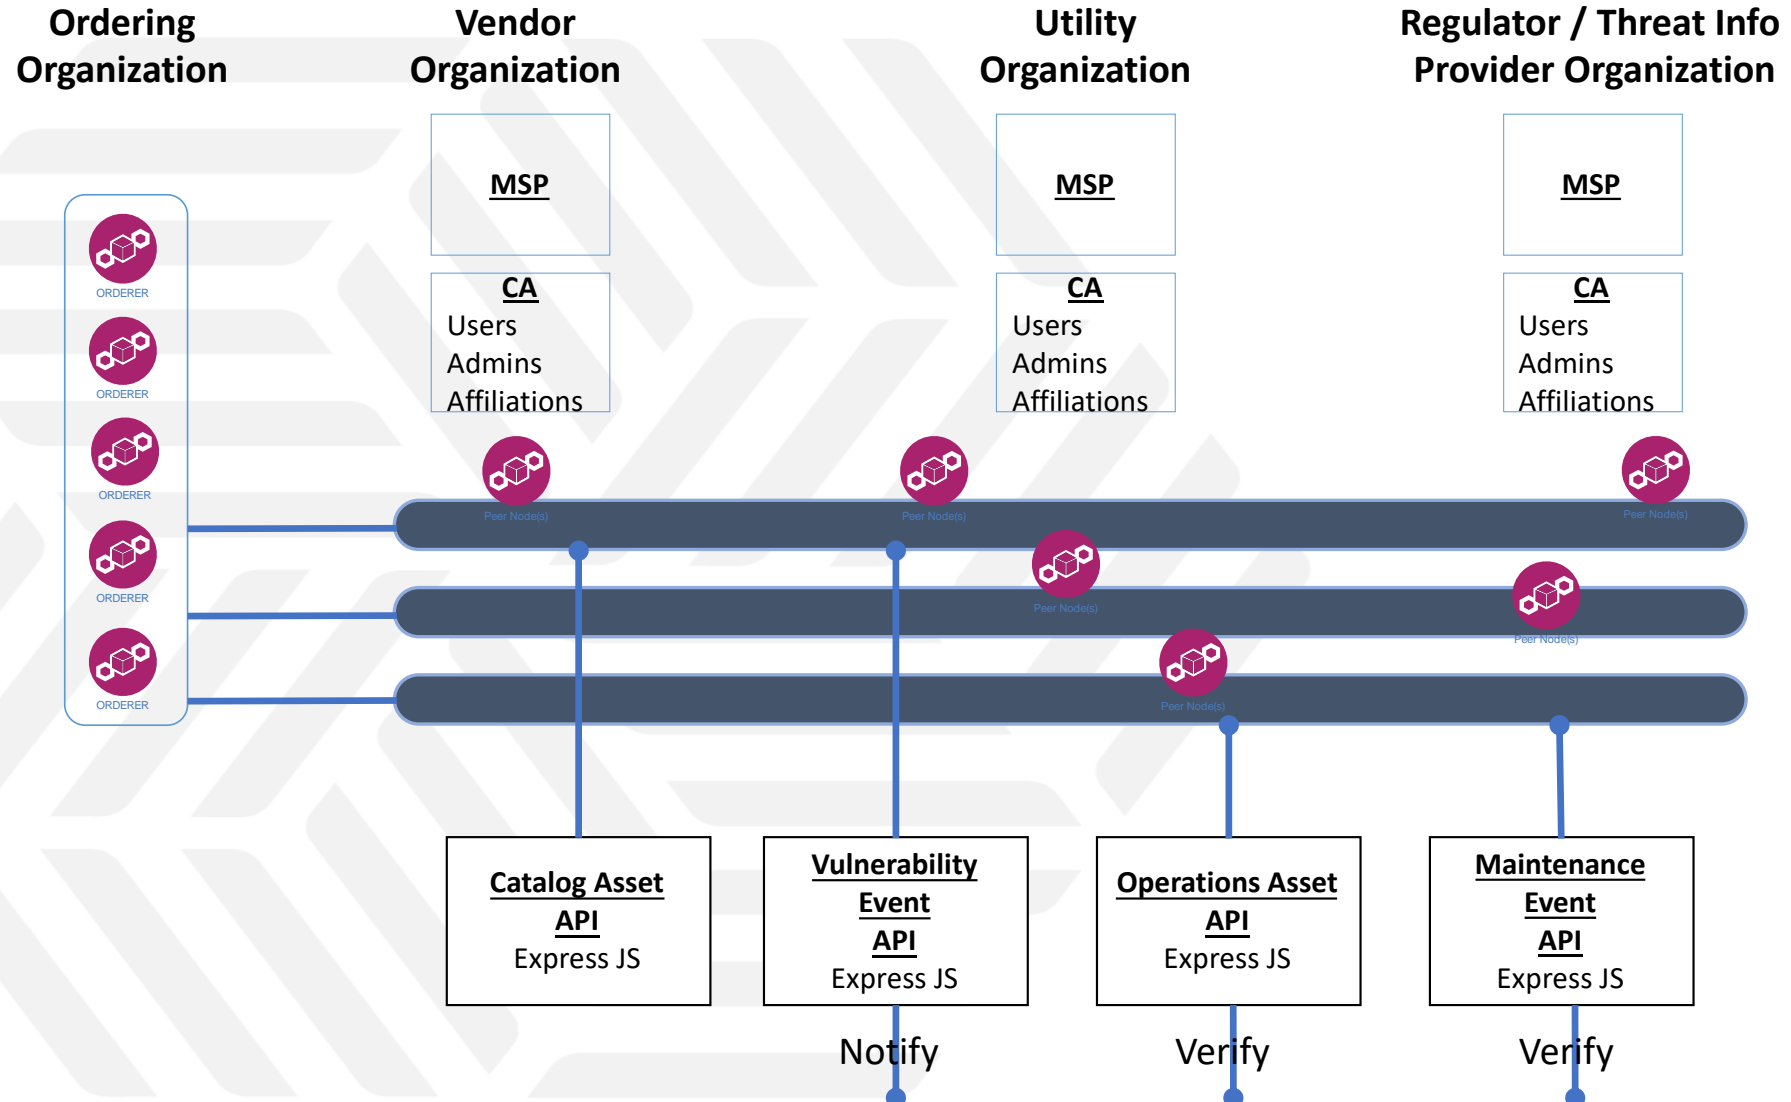 Ordering
Organization
Vendor
Organization
Utility
Organization
Regulator / Threat Info
Provider Organization
MSP
MSP
MSP
ORDERER
ORDERER
ORDERER
ORDERER
ORDERER
CA
Users
Admins
Affiliations
CA
Users
Admins
Affiliations
CA
Users
Admins
Affiliations
Peer Node(s)
Peer Node(s)
Peer Node(s)
Peer Node(s)
Peer Node(s)
Peer Node(s)
Catalog Asset
API
Express JS
Vulnerability
Event
API
Express JS
Operations Asset
API
Express JS
Maintenance
Event
API
Express JS
Notify
Verify
Verify